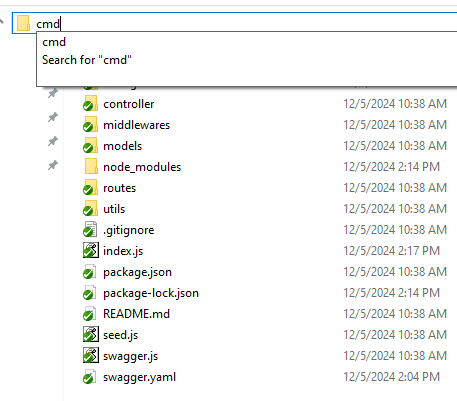 cmd
cmd
Search for "cmd"
controller 12/5/2024 10:38 AM
middlewares 12/5/2024 10:38 AM
models 12/5/2024 10:38 AM
node_modules 12/5/2024 2:14 PM
routes 12/5/2024 10:38 AM
utils 12/5/2024 10:38 AM
.gitignore 12/5/2024 10:38 AM
index.js 12/5/2024 2:17 PM
package.json 12/5/2024 10:38 AM
package-lock.json 12/5/2024 2:14 PM
README.md 12/5/2024 10:38 AM
seed.js 12/5/2024 10:38 AM
swagger.js 12/5/2024 10:38 AM
swagger.yaml 12/5/2024 2:04 PM